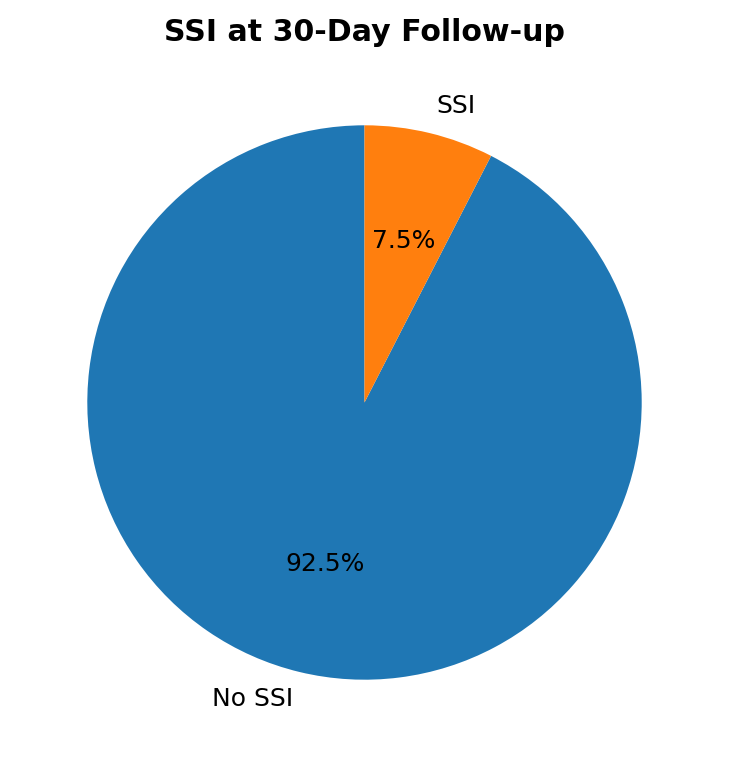 SSI at 30-Day Follow-up
SSI
7.5%
92.5%
No SSI